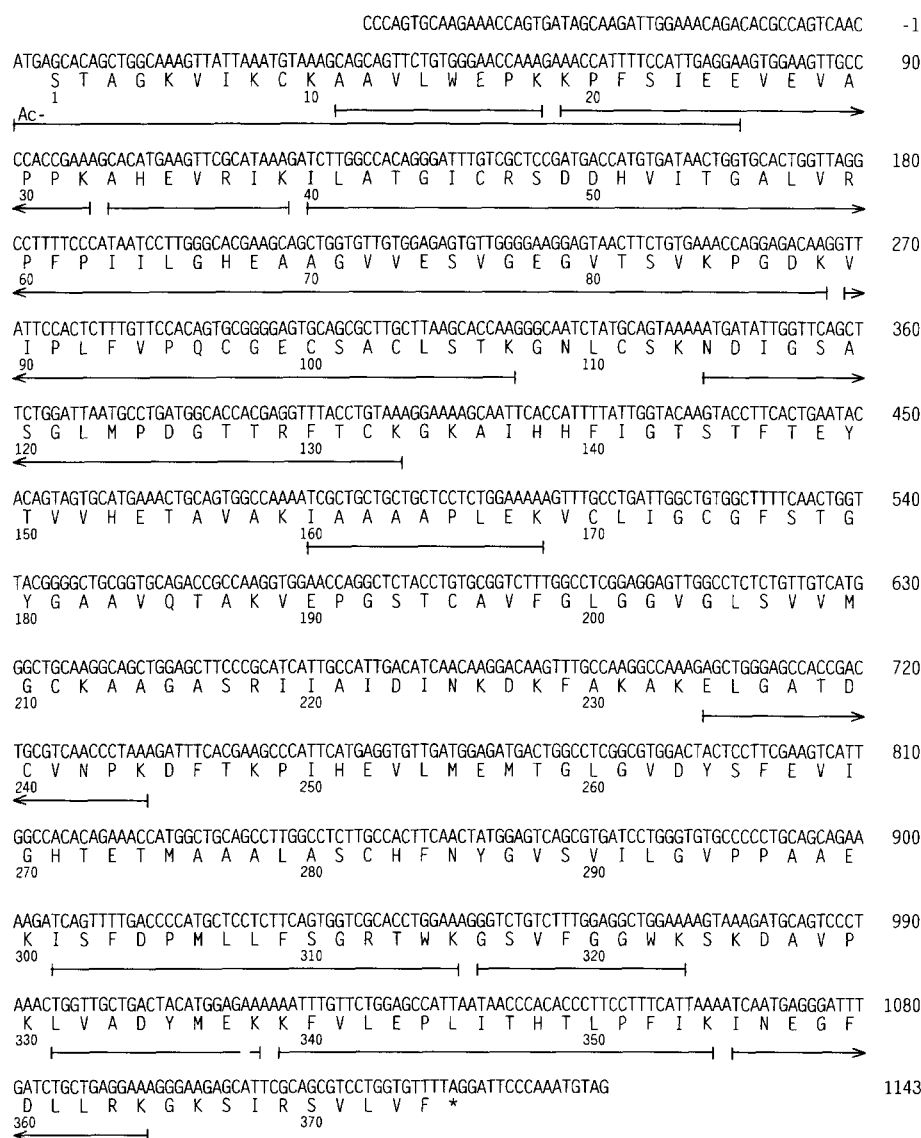 CCCAGTGCAAGAAACCAGTGATAGCAAGATTGGAAACAGACACGCCAGTCAAC -1
ATGAGCACAGCTGGCAAAGTTATTAAATGTAAAGCAGCAGTTCTGTGGGAACCAAAGAAACCATTTTCCATTGAGGAAGTGGAAGTTGCC 90
S T A G K V I K C K A A V L W E P K K P F S I E E V E V A
1 10 20
Ac-
CCACCGAAAGCACATGAAGTTCGCATAAAGATCTTGGCCACAGGGATTTGTCGCTCCGATGACCATGTGATAACTGGTGCACTGGTTAGG 180
P P K A H E V R I K I L A T G I C R S D D H V I T G A L V R
30 40 50
CCTTTTCCCATAATCCTTGGGCACGAAGCAGCTGGTGTTGTGGAGAGTGTTGGGGAAGGAGTAACTTCTGTGAAACCAGGAGACAAGGTT 270
P F P I I L G H E A A G V V E S V G E G V T S V K P G D K V
60 70 80
ATTCCACTCTTTGTTCCACAGTGCGGGGAGTGCAGCGCTTGCTTAAGCACCAAGGGCAATCTATGCAGTAAAAATGATATTGGTTCAGCT 360
I P L F V P Q C G E C S A C L S T K G N L C S K N D I G S A
90 100 110
TCTGGATTAATGCCTGATGGCACCACGAGGTTTACCTGTAAAGGAAAAGCAATTCACCATTTTATTGGTACAAGTACCTTCACTGAATAC 450
S G L M P D G T T R F T C K G K A I H H F I G T S T F T E Y
120 130 140
ACAGTAGTGCATGAAACTGCAGTGGCCAAAATCGCTGCTGCTGCTCCTCTGGAAAAAGTTTGCCTGATTGGCTGTGGCTTTTCAACTGGT 540
T V V H E T A V A K I A A A A P L E K V C L I G C G F S T G
150 160 170
TACGGGGCTGCGGTGCAGACCGCCAAGGTGGAACCAGGCTCTACCTGTGCGGTCTTTGGCCTCGGAGGAGTTGGCCTCTCTGTTGTCATG 630
Y G A A V Q T A K V E P G S T C A V F G L G G V G L S V V M
180 190 200
GGCTGCAAGGCAGCTGGAGCTTCCCGCATCATTGCCATTGACATCAACAAGGACAAGTTTGCCAAGGCCAAAGAGCTGGGAGCCACCGAC 720
G C K A A G A S R I I A I D I N K D K F A K A K E L G A T D
210 220 230
TGCGTCAACCCTAAAGATTTCACGAAGCCCATTCATGAGGTGTTGATGGAGATGACTGGCCTCGGCGTGGACTACTCCTTCGAAGTCATT 810
C V N P K D F T K P I H E V L M E M T G L G V D Y S F E V I
240 250 260
GGCCACACAGAAACCATGGCTGCAGCCTTGGCCTCTTGCCACTTCAACTATGGAGTCAGCGTGATCCTGGGTGTGCCCCCTGCAGCAGAA 900
G H T E T M A A A L A S C H F N Y G V S V I L G V P P A A E
270 280 290
AAGATCAGTTTTGACCCCATGCTCCTCTTCAGTGGTCGCACCTGGAAAGGGTCTGTCTTTGGAGGCTGGAAAAGTAAAGATGCAGTCCCT 990
K I S F D P M L L F S G R T W K G S V F G G W K S K D A V P
300 310 320
AAACTGGTTGCTGACTACATGGAGAAAAAATTTGTTCTGGAGCCATTAATAACCCACACCCTTCCTTTCATTAAAATCAATGAGGGATTT 1080
K L V A D Y M E K K F V L E P L I T H T L P F I K I N E G F
330 340 350
GATCTGCTGAGGAAAGGGAAGAGCATTCGCAGCGTCCTGGTGTTTTAGGATTCCCAAATGTAG 1143
D L L R K G K S I R S V L V F *
360 370